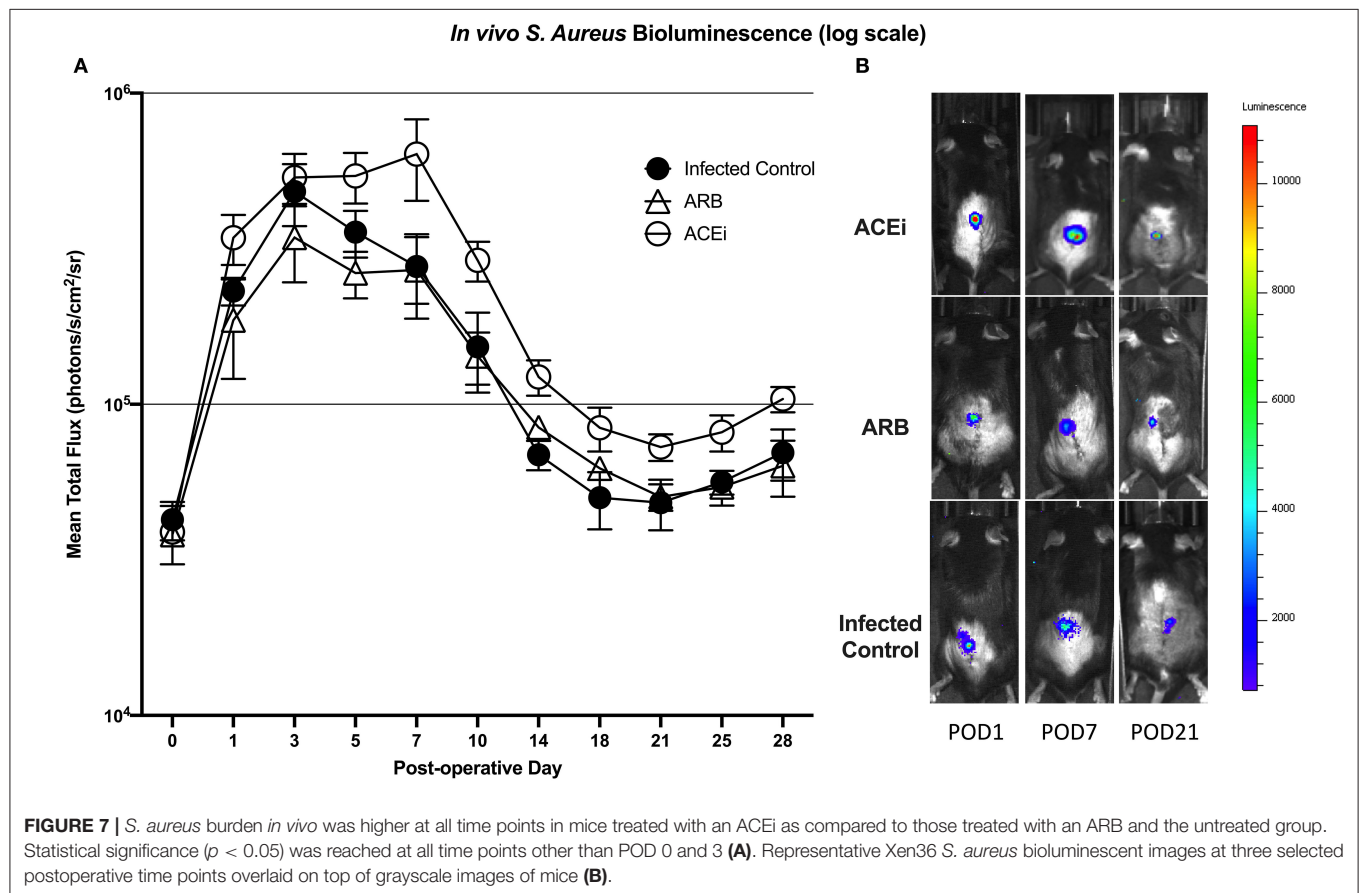 In vivo S. Aureus Bioluminescence (log scale)
A
B
10⁶
10⁵
10⁴
Mean Total Flux (photons/s/cm²/sr)
Infected Control
ARB
ACEi
0 1 3 5 7 10 14 18 21 25 28
Post-operative Day
ACEi
ARB
Infected
Control
POD1 POD7 POD21
Luminescence
10000
8000
6000
4000
2000
FIGURE 7 | S. aureus burden in vivo was higher at all time points in mice treated with an ACEi as compared to those treated with an ARB and the untreated group.
Statistical significance (p < 0.05) was reached at all time points other than POD 0 and 3 (A). Representative Xen36 S. aureus bioluminescent images at three selected
postoperative time points overlaid on top of grayscale images of mice (B).